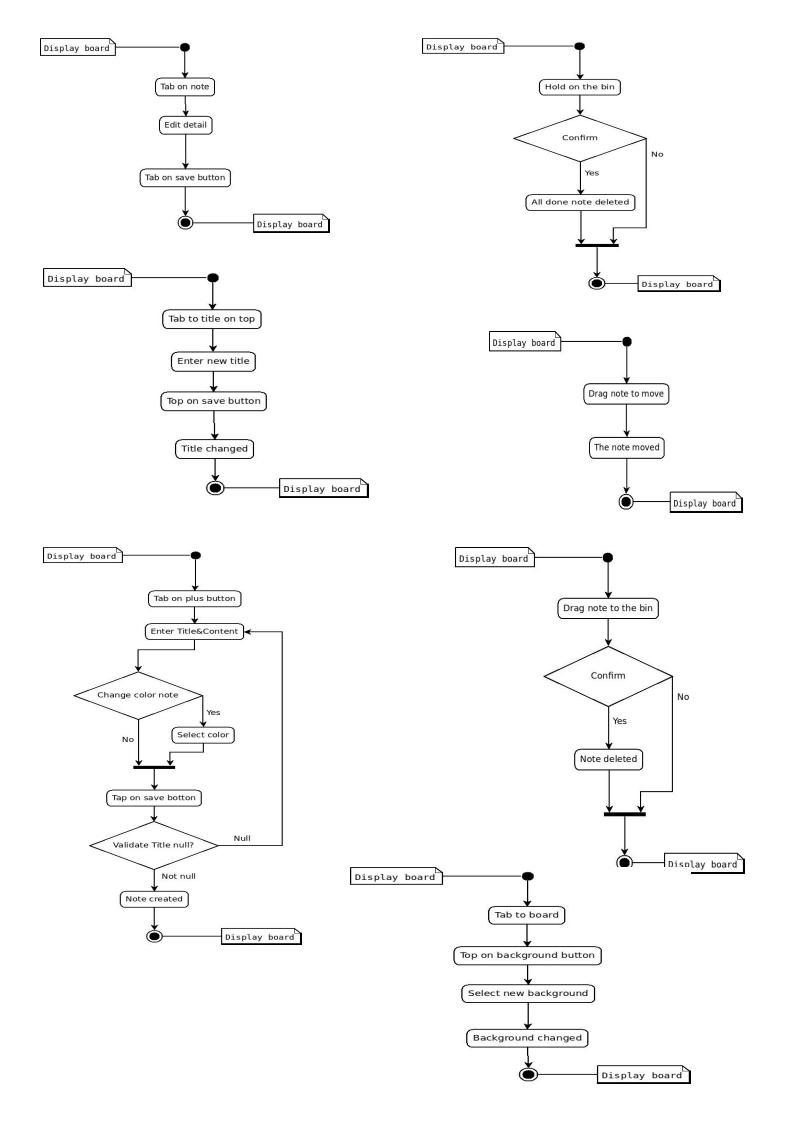 Display board
Tab on note
Edit detail
Tab on save button
Display board
Display board
Hold on the bin
Confirm
No
Yes
All done note deleted
Display board
Display board
Tab to title on top
Enter new title
Top on save button
Title changed
Display board
Display board
Drag note to move
The note moved
Display board
Display board
Tab on plus button
Enter Title&Content
Change color note
Yes
No
Select color
Tap on save botton
Validate Title null?
Null
Not null
Note created
Display board
Display board
Drag note to the bin
Confirm
No
Yes
Note deleted
Display board
Display board
Tab to board
Top on background button
Select new background
Background changed
Display board